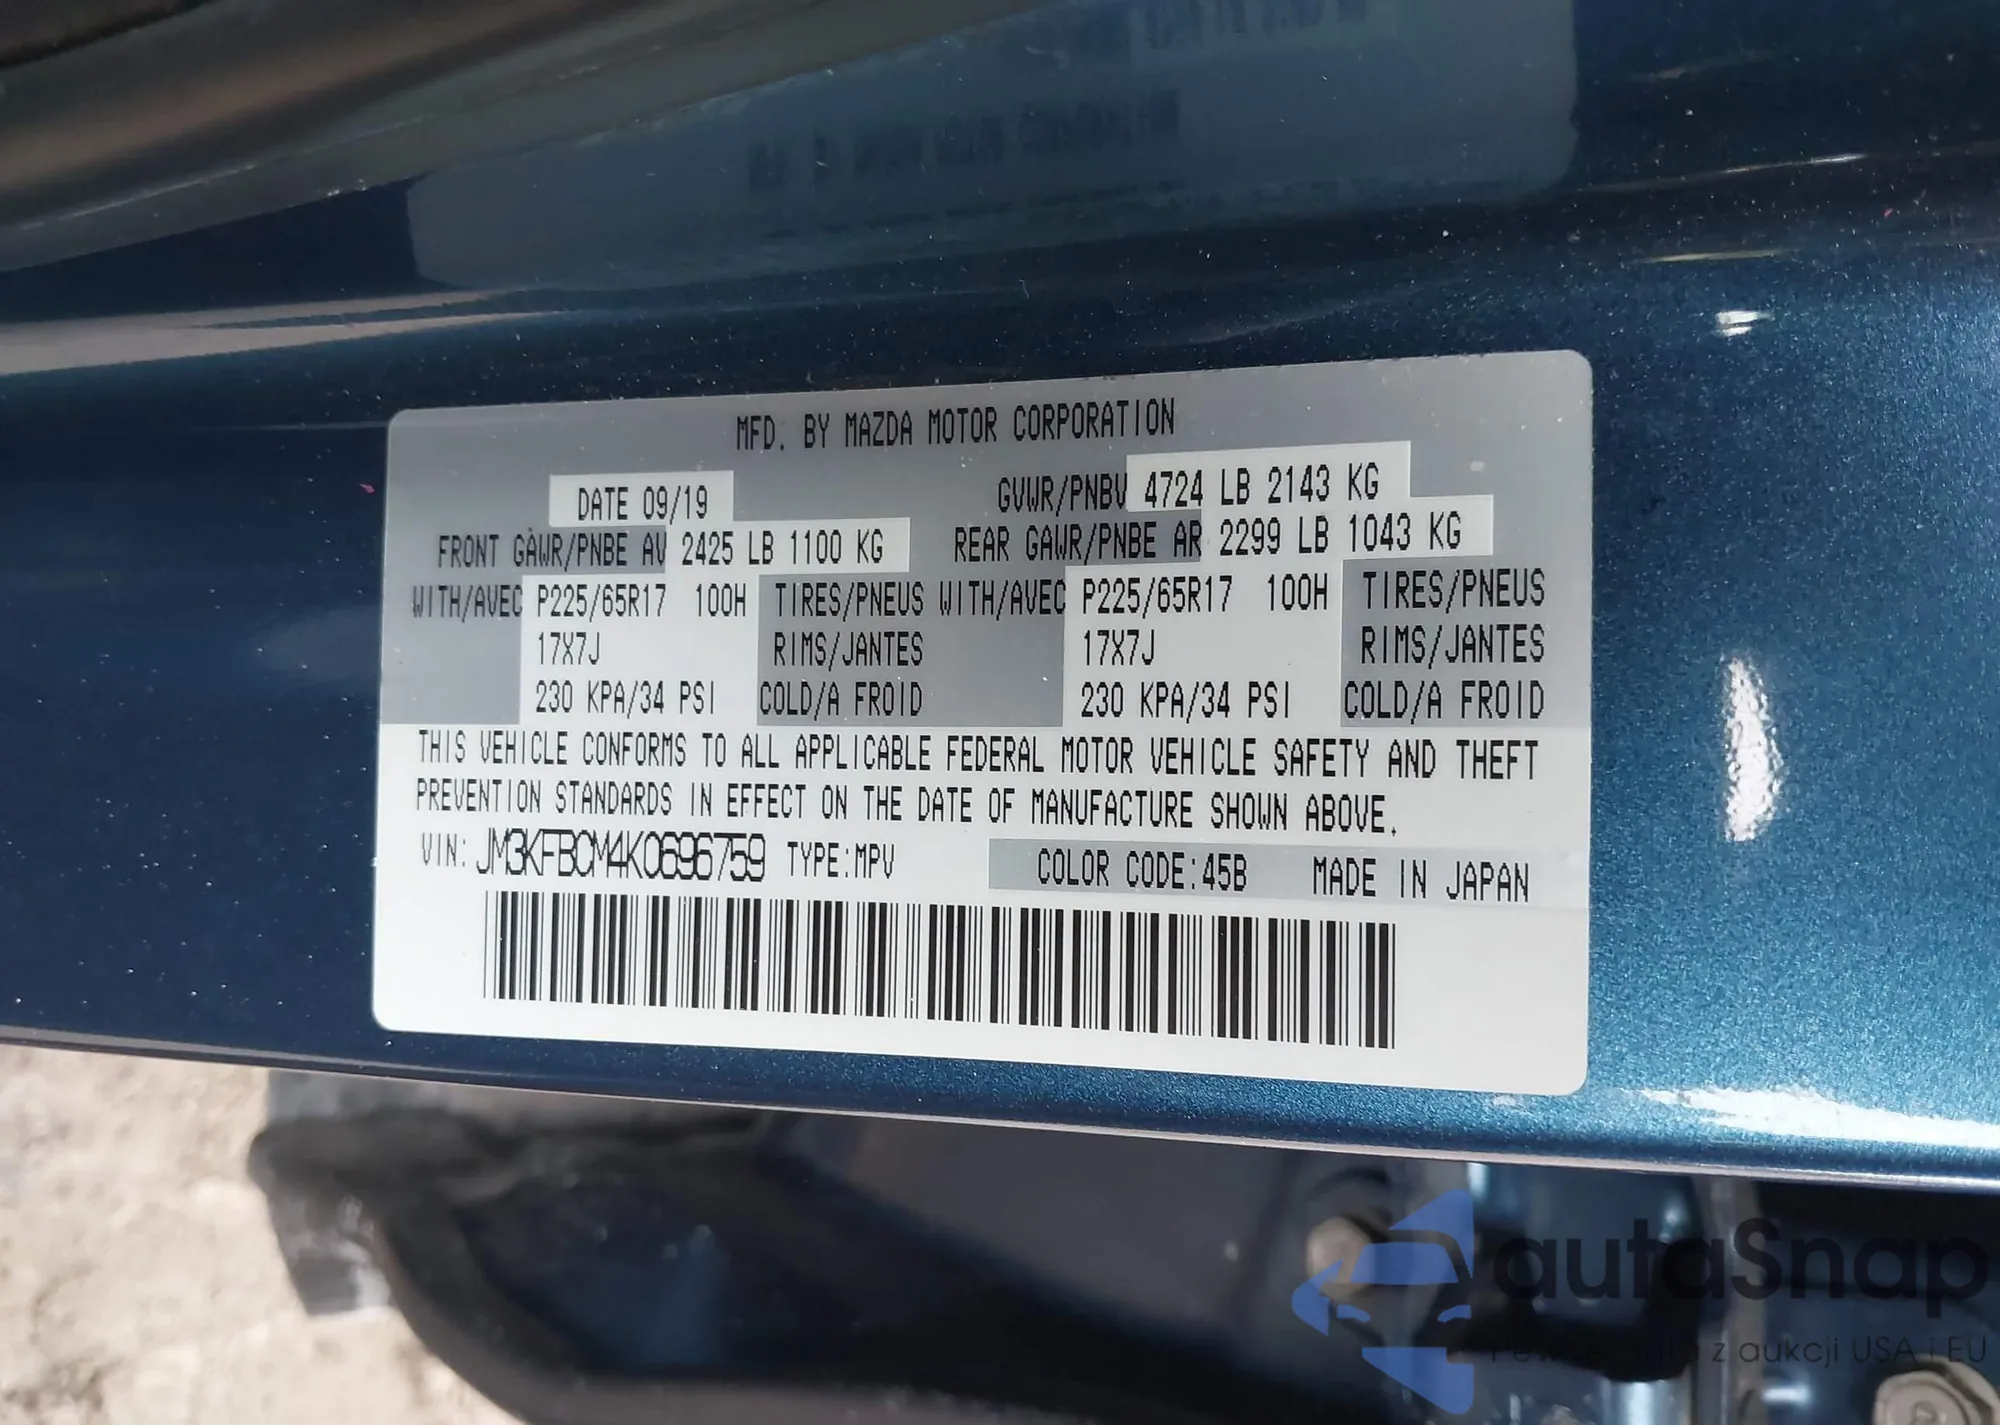 MFD. BY MAZDA MOTOR CORPORATION
DATE 09/19 GVWR/PNBV 4724 LB 2143 KG
FRONT GAWR/PNBE AV 2425 LB 1100 KG REAR GAWR/PNBE AR 2299 LB 1043 KG
WITH/AVEC P225/65R17 100H TIRES/PNEUS WITH/AVEC P225/65R17 100H TIRES/PNEUS
17X7J RIMS/JANTES 17X7J RIMS/JANTES
230 KPA/34 PSI COLD/A FROID 230 KPA/34 PSI COLD/A FROID
THIS VEHICLE CONFORMS TO ALL APPLICABLE FEDERAL MOTOR VEHICLE SAFETY AND THEFT
PREVENTION STANDARDS IN EFFECT ON THE DATE OF MANUFACTURE SHOWN ABOVE.
VIN: JM3KFBCM4K0696759 TYPE:MPV COLOR CODE:45B MADE IN JAPAN
autaSnap
auta z aukcji USA i EU